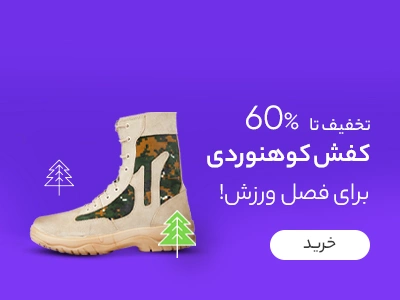 تخفیف تا 60%
کفش کوهنوردی
برای فصل ورزش!
خرید